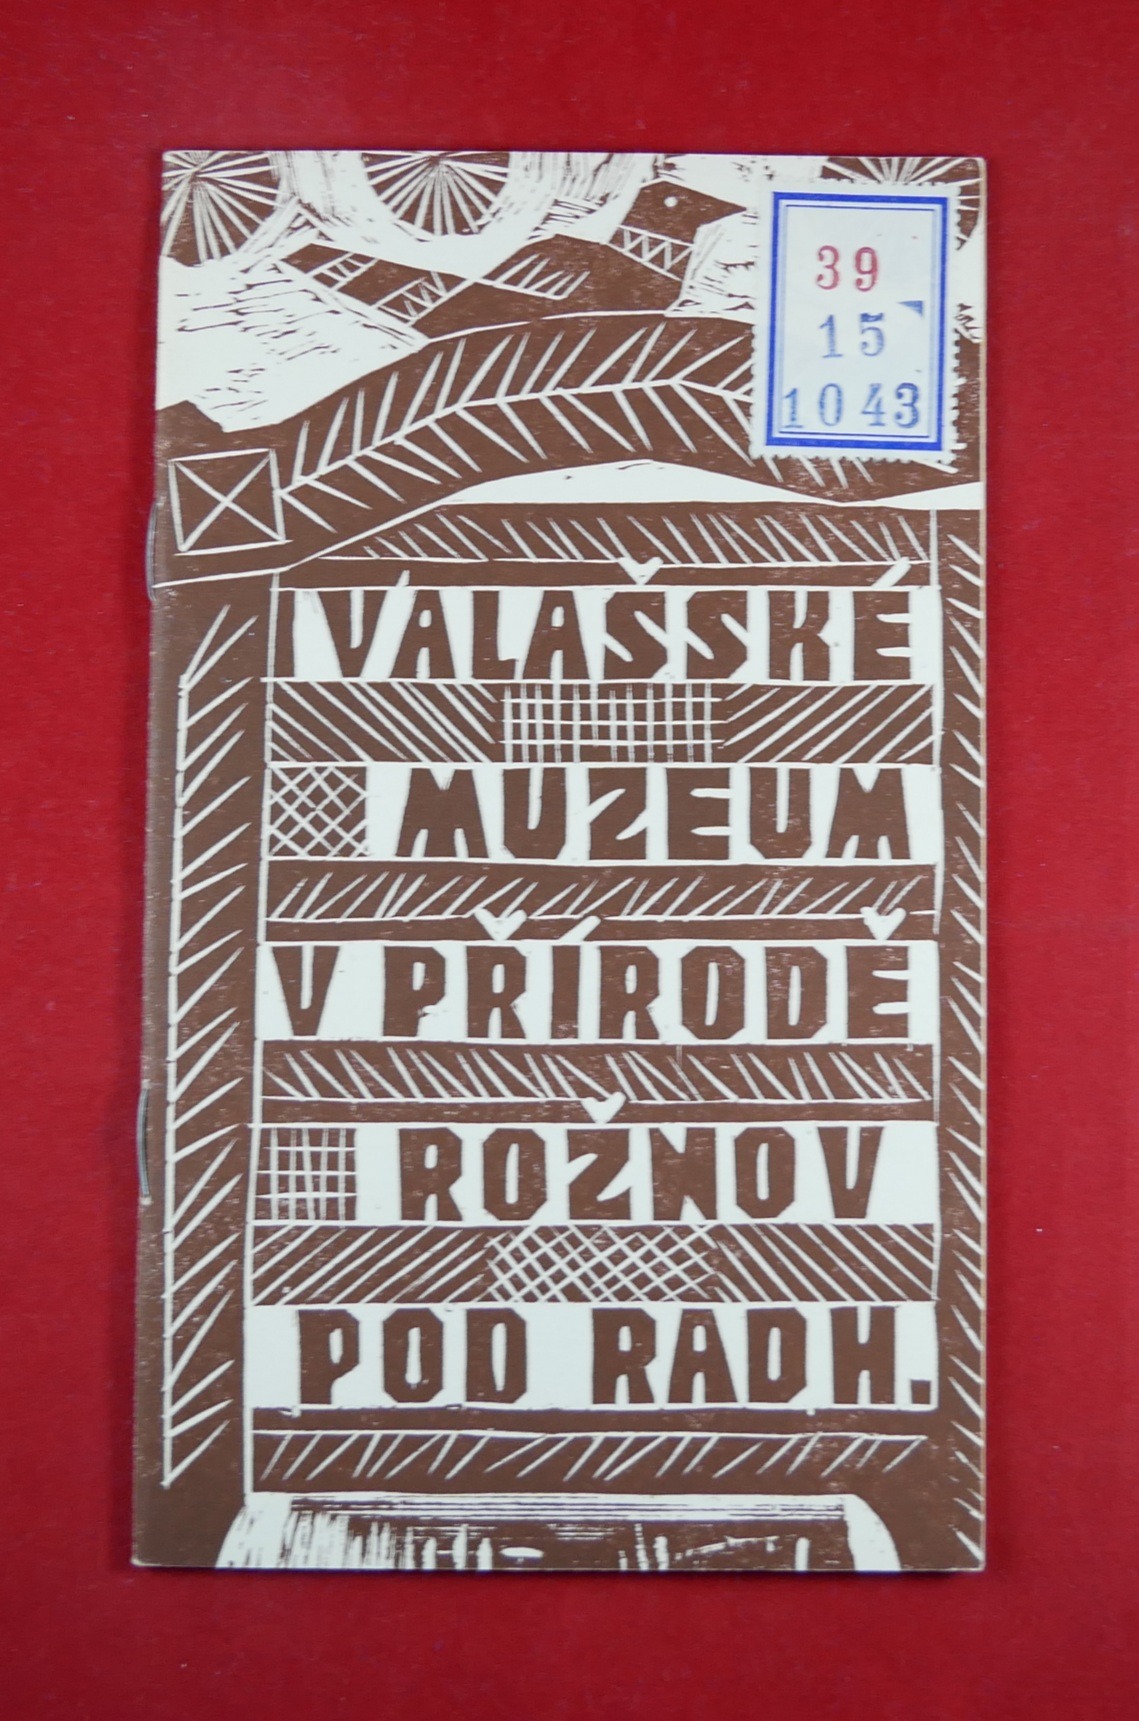 39
15
1043
VALAŠSKÉ
MUZEUM
V PŘÍRODĚ
ROŽNOV
POD RADH.